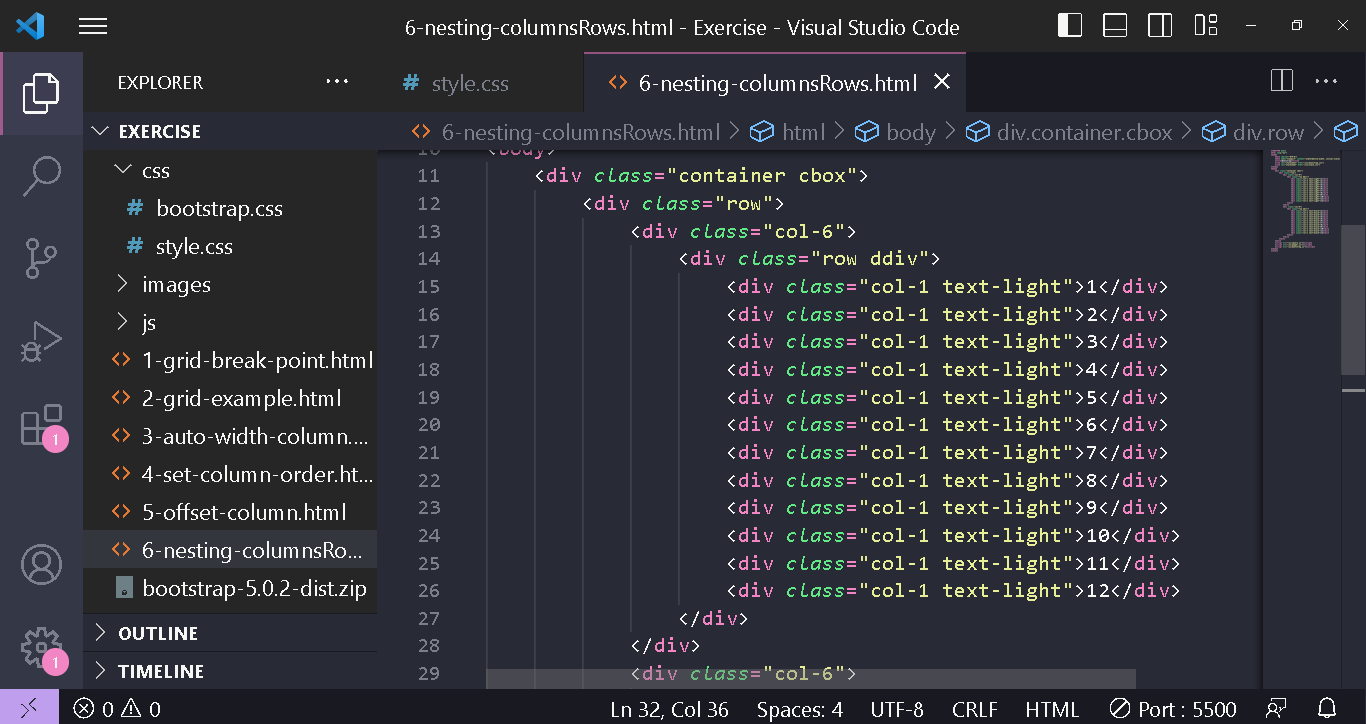 6-nesting-columnsRows.html - Exercise - Visual Studio Code
EXPLORER
EXERCISE
css
bootstrap.css
style.css
images
js
1-grid-break-point.html
2-grid-example.html
3-auto-width-column....
4-set-column-order.ht...
5-offset-column.html
6-nesting-columnsRo...
bootstrap-5.0.2-dist.zip
OUTLINE
TIMELINE
1
1
# style.css
<> 6-nesting-columnsRows.html
<> 6-nesting-columnsRows.html > html > body > div.container.cbox > div.row >
10 <body>
11 <div class="container cbox">
12 <div class="row">
13 <div class="col-6">
14 <div class="row ddiv">
15 <div class="col-1 text-light">1</div>
16 <div class="col-1 text-light">2</div>
17 <div class="col-1 text-light">3</div>
18 <div class="col-1 text-light">4</div>
19 <div class="col-1 text-light">5</div>
20 <div class="col-1 text-light">6</div>
21 <div class="col-1 text-light">7</div>
22 <div class="col-1 text-light">8</div>
23 <div class="col-1 text-light">9</div>
24 <div class="col-1 text-light">10</div>
25 <div class="col-1 text-light">11</div>
26 <div class="col-1 text-light">12</div>
27 </div>
28 </div>
29 <div class="col-6">
0 0 Ln 32, Col 36 Spaces: 4 UTF-8 CRLF HTML Port : 5500